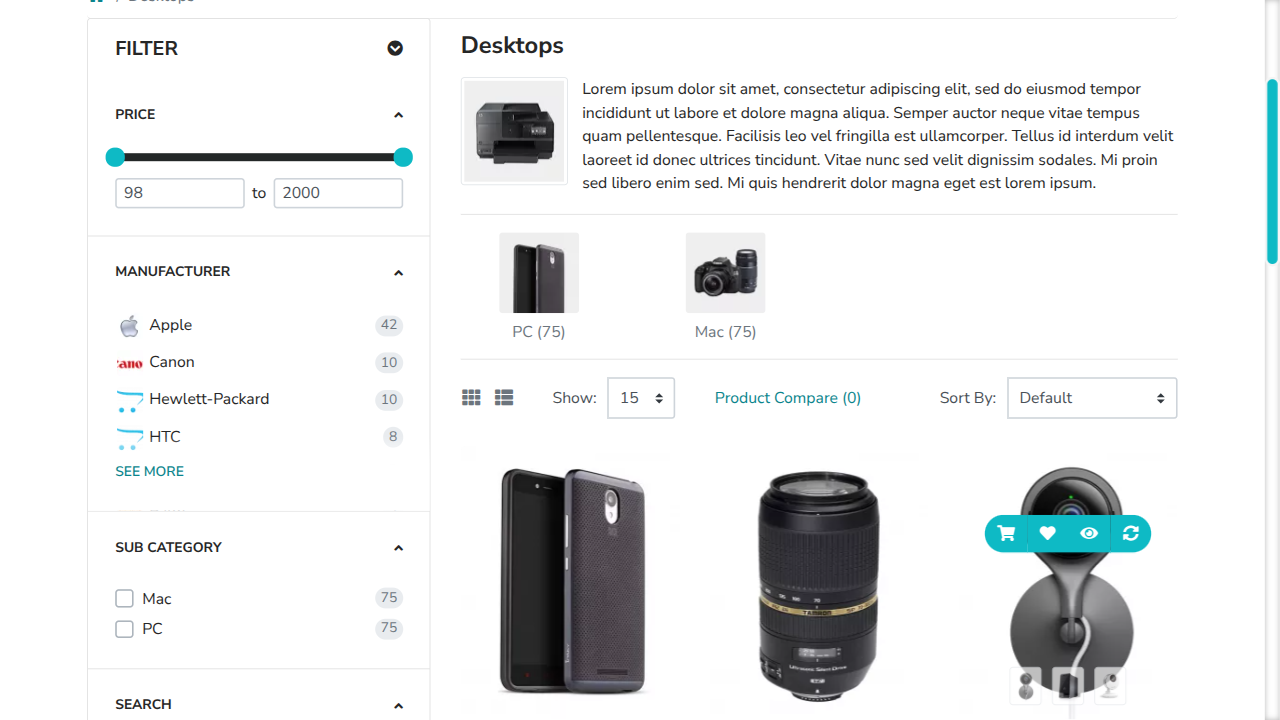 Desktops
FILTER
PRICE
98 to 2000
MANUFACTURER
Apple 42
Canon 10
Hewlett-Packard 10
HTC 8
SEE MORE
SUB CATEGORY
Mac 75
PC 75
SEARCH
Desktops
Lorem ipsum dolor sit amet, consectetur adipiscing elit, sed do eiusmod tempor
incididunt ut labore et dolore magna aliqua. Semper auctor neque vitae tempus
quam pellentesque. Facilisis leo vel fringilla est ullamcorper. Tellus id interdum velit
laoreet id donec ultrices tincidunt. Vitae nunc sed velit dignissim sodales. Mi proin
sed libero enim sed. Mi quis hendrerit dolor magna eget est lorem ipsum.
PC (75) Mac (75)
Show: 15 Product Compare (0) Sort By: Default
TAMRON